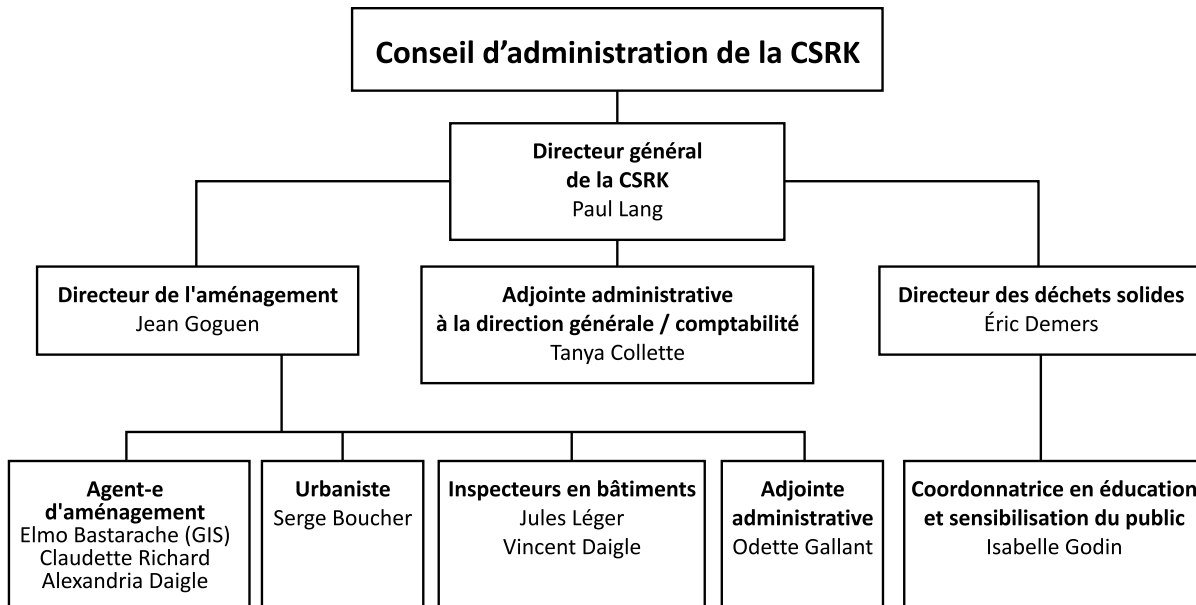 Conseil d’administration de la CSRK
Directeur général
de la CSRK
Paul Lang
Directeur de l'aménagement
Jean Goguen
Adjointe administrative
à la direction générale / comptabilité
Tanya Collette
Directeur des déchets solides
Éric Demers
Agent-e
d'aménagement
Elmo Bastarache (GIS)
Claudette Richard
Alexandria Daigle
Urbaniste
Serge Boucher
Inspecteurs en bâtiments
Jules Léger
Vincent Daigle
Adjointe
administrative
Odette Gallant
Coordonnatrice en éducation
et sensibilisation du public
Isabelle Godin